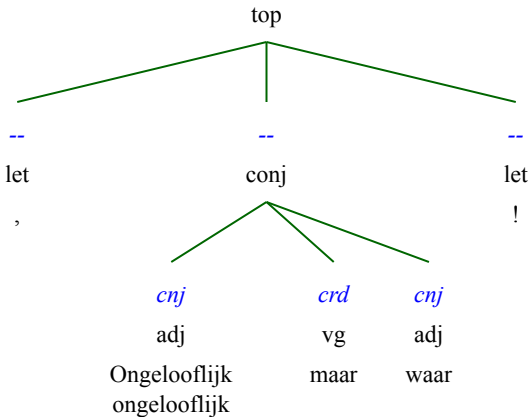 top
-- -- --
let conj let
, !
cnj crd cnj
adj vg adj
Ongelooflijk maar waar
ongelooflijk